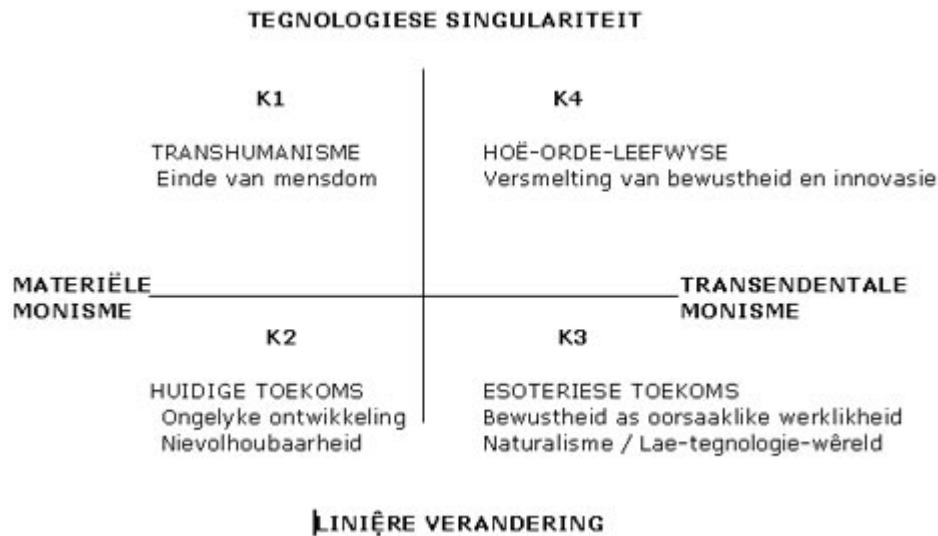 TEGNOLOGIESE SINGULARITEIT
K1
K4
TRANSHUMANISME
Einde van mensdom
HOË-ORDE-LEEFWYSE
Versmelting van bewustheid en innovasie
MATERIËLE
MONISME
TRANSENDENTALE
MONISME
K2
K3
HUIDIGE TOEKOMS
Ongelyke ontwikkeling
Nievolhoubaarheid
ESOTERIESE TOEKOMS
Bewustheid as oorsaaklike werklikheid
Naturalisme / Lae-tegnologie-wêreld
LINIÊRE VERANDERING